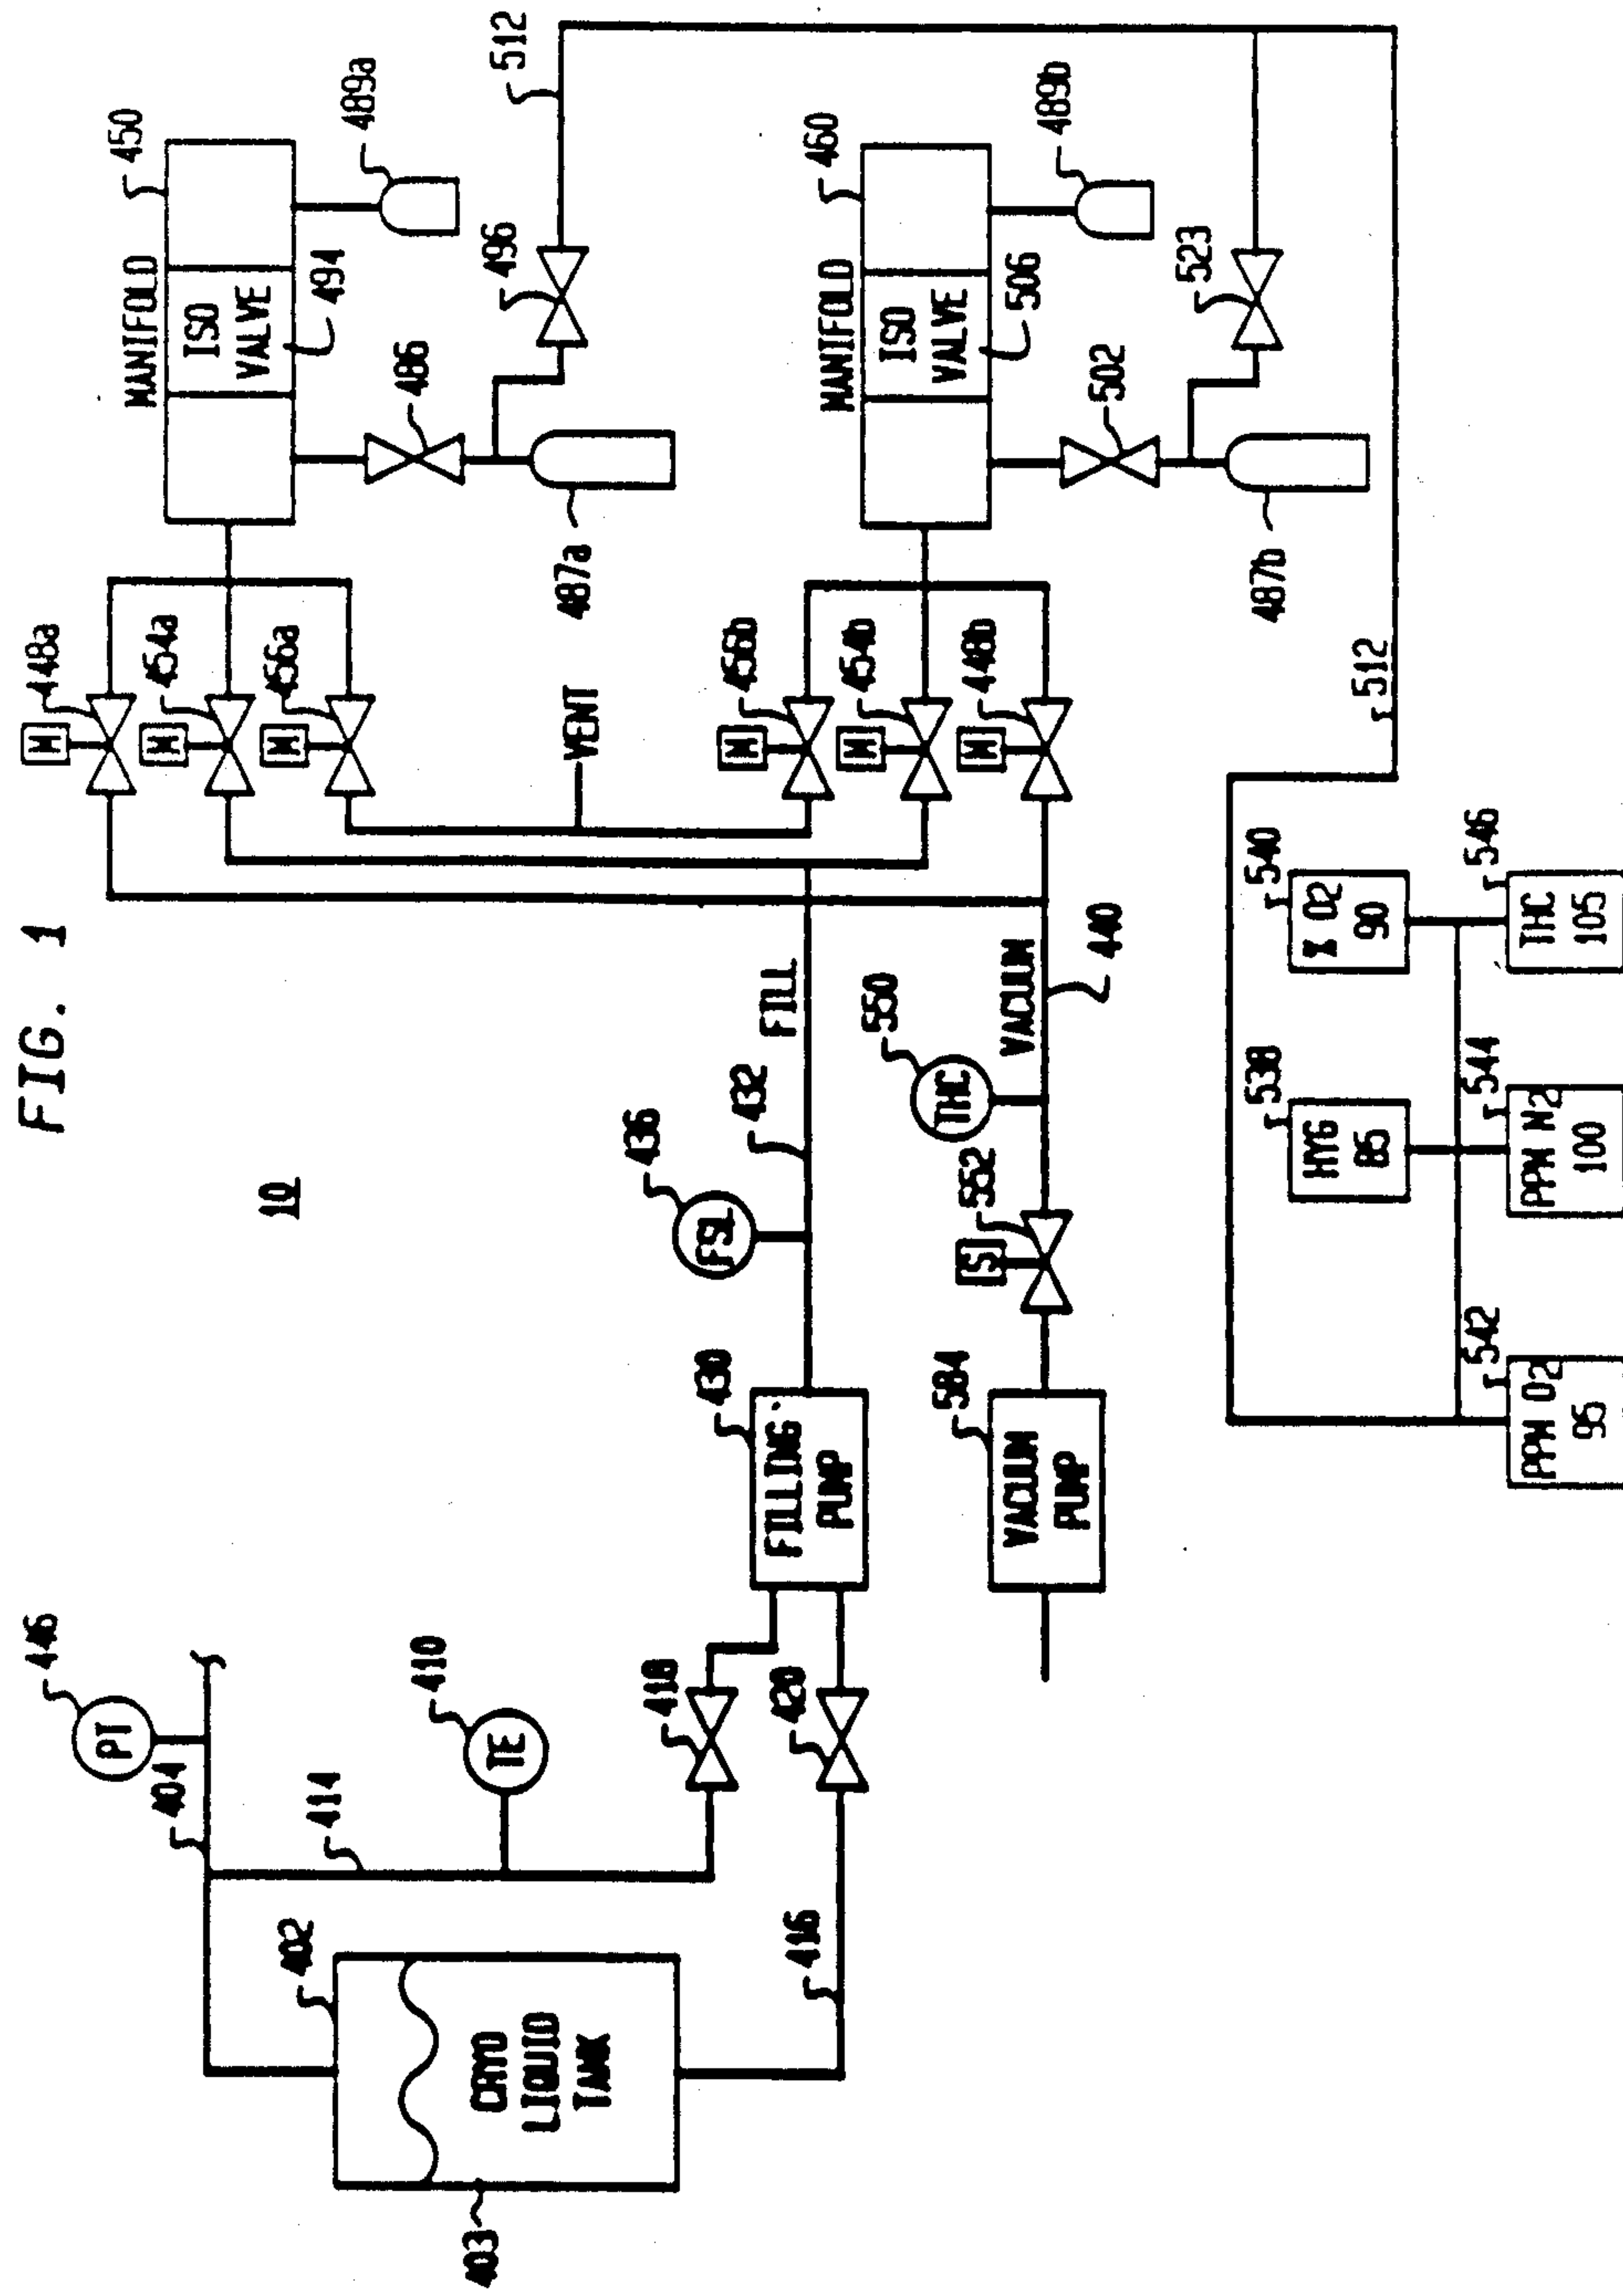 FIG. 1
10
446
PT
404
414
410
TE
402
CRYO
LIQUID
TANK
403
416
418
420
430
FILLING
PUMP
436
FSL
432
FILL
584
VACUUM
PUMP
552
S
550
THC
VACUUM
440
448a
M
454a
M
456a
M
VENT
456b
M
454b
M
448b
M
450
MANIFOLD
ISO
VALVE
494
489a
486
496
487a
512
460
MANIFOLD
ISO
VALVE
506
489b
502
523
487b
512
538
HYG
85
540
% O2
90
542
PPM O2
95
544
PPM N2
100
546
THC
105